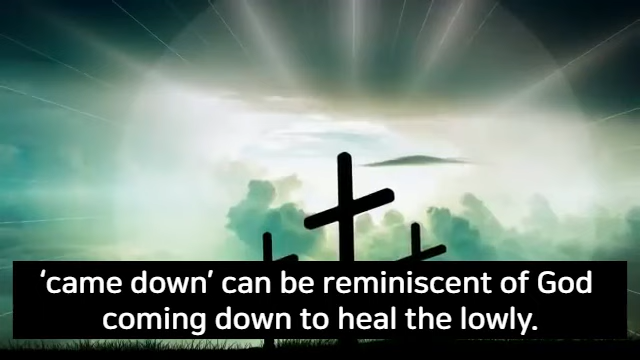 ‘came down’ can be reminiscent of God
coming down to heal the lowly.